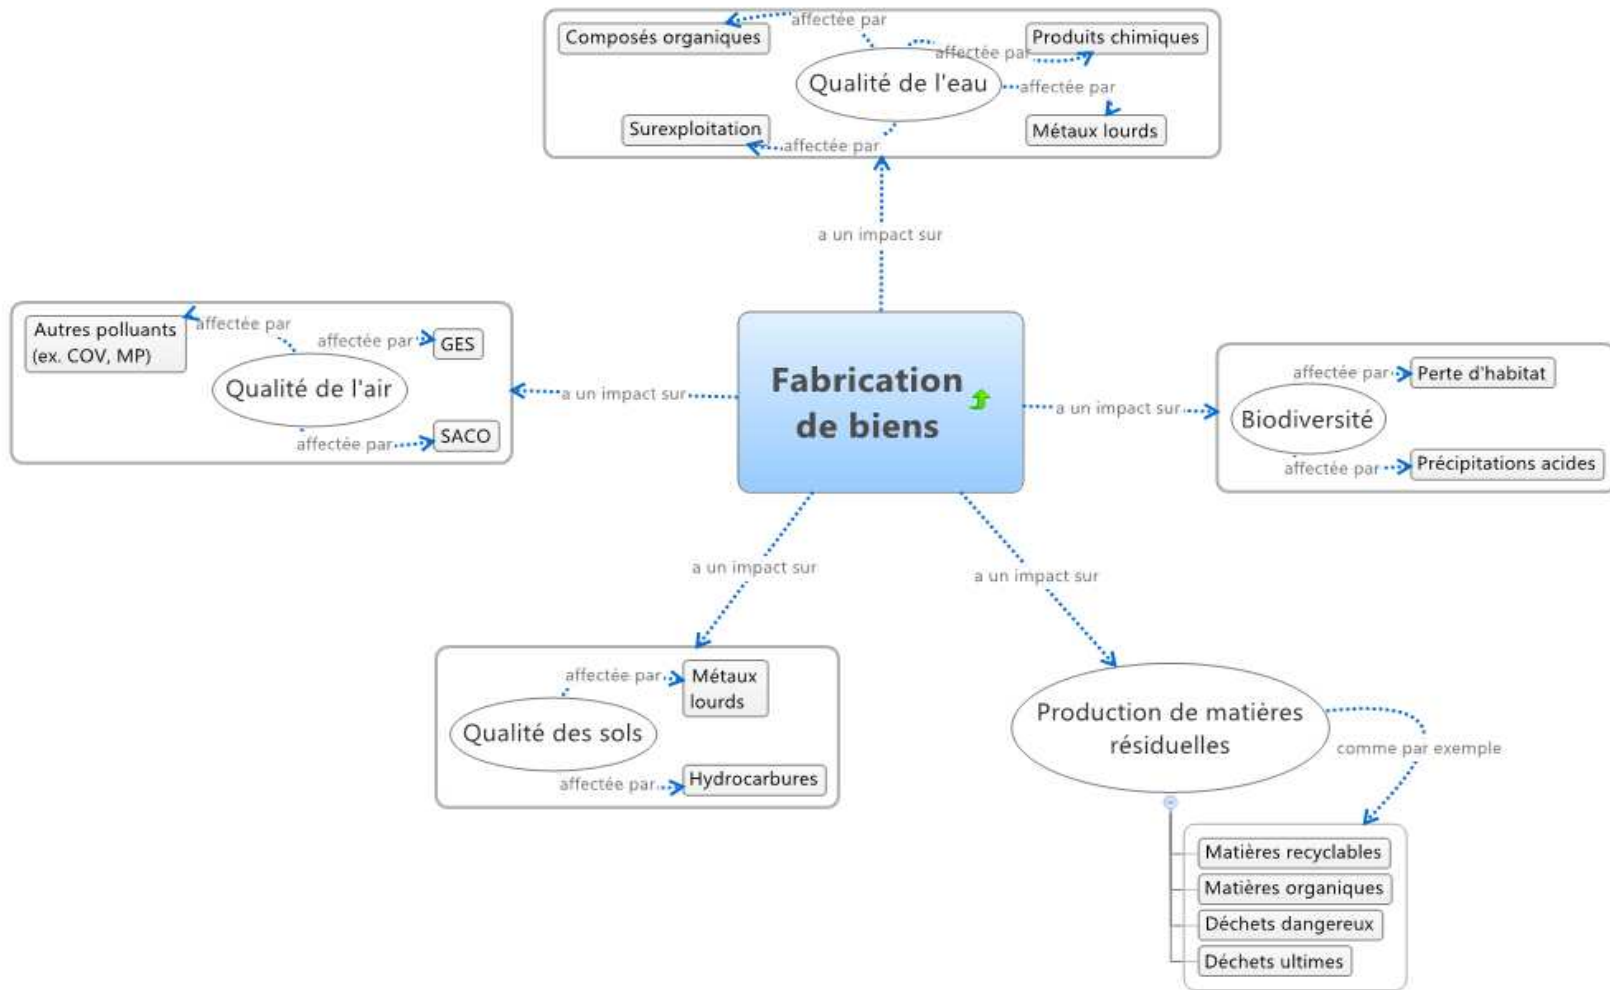 affectée par
Composés organiques
Produits chimiques
affectée par
Qualité de l'eau
affectée par
Surexploitation
Métaux lourds
affectée par
a un impact sur
Autres polluants
(ex. COV, MP)
affectée par
affectée par
GES
Qualité de l'air
affectée par
SACO
a un impact sur
Fabrication
de biens
a un impact sur
affectée par
Perte d'habitat
Biodiversité
affectée par
Précipitations acides
a un impact sur
a un impact sur
affectée par
Métaux
lourds
Qualité des sols
affectée par
Hydrocarbures
Production de matières
résiduelles
comme par exemple
Matières recyclables
Matières organiques
Déchets dangereux
Déchets ultimes